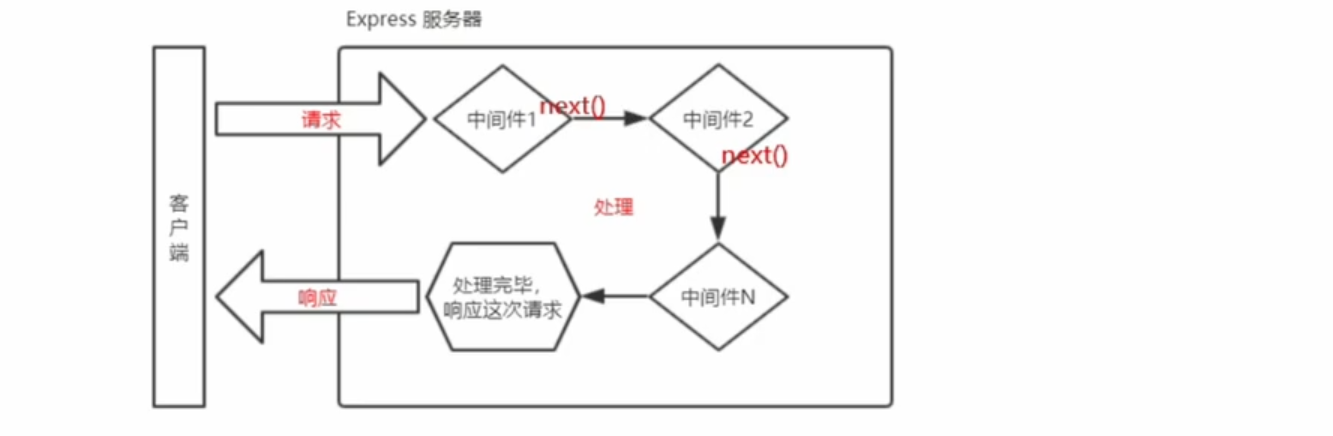 Express 服务器
请求
中间件1
next()
中间件2
next()
客户端
处理
中间件N
处理完毕，
响应这次请求
响应